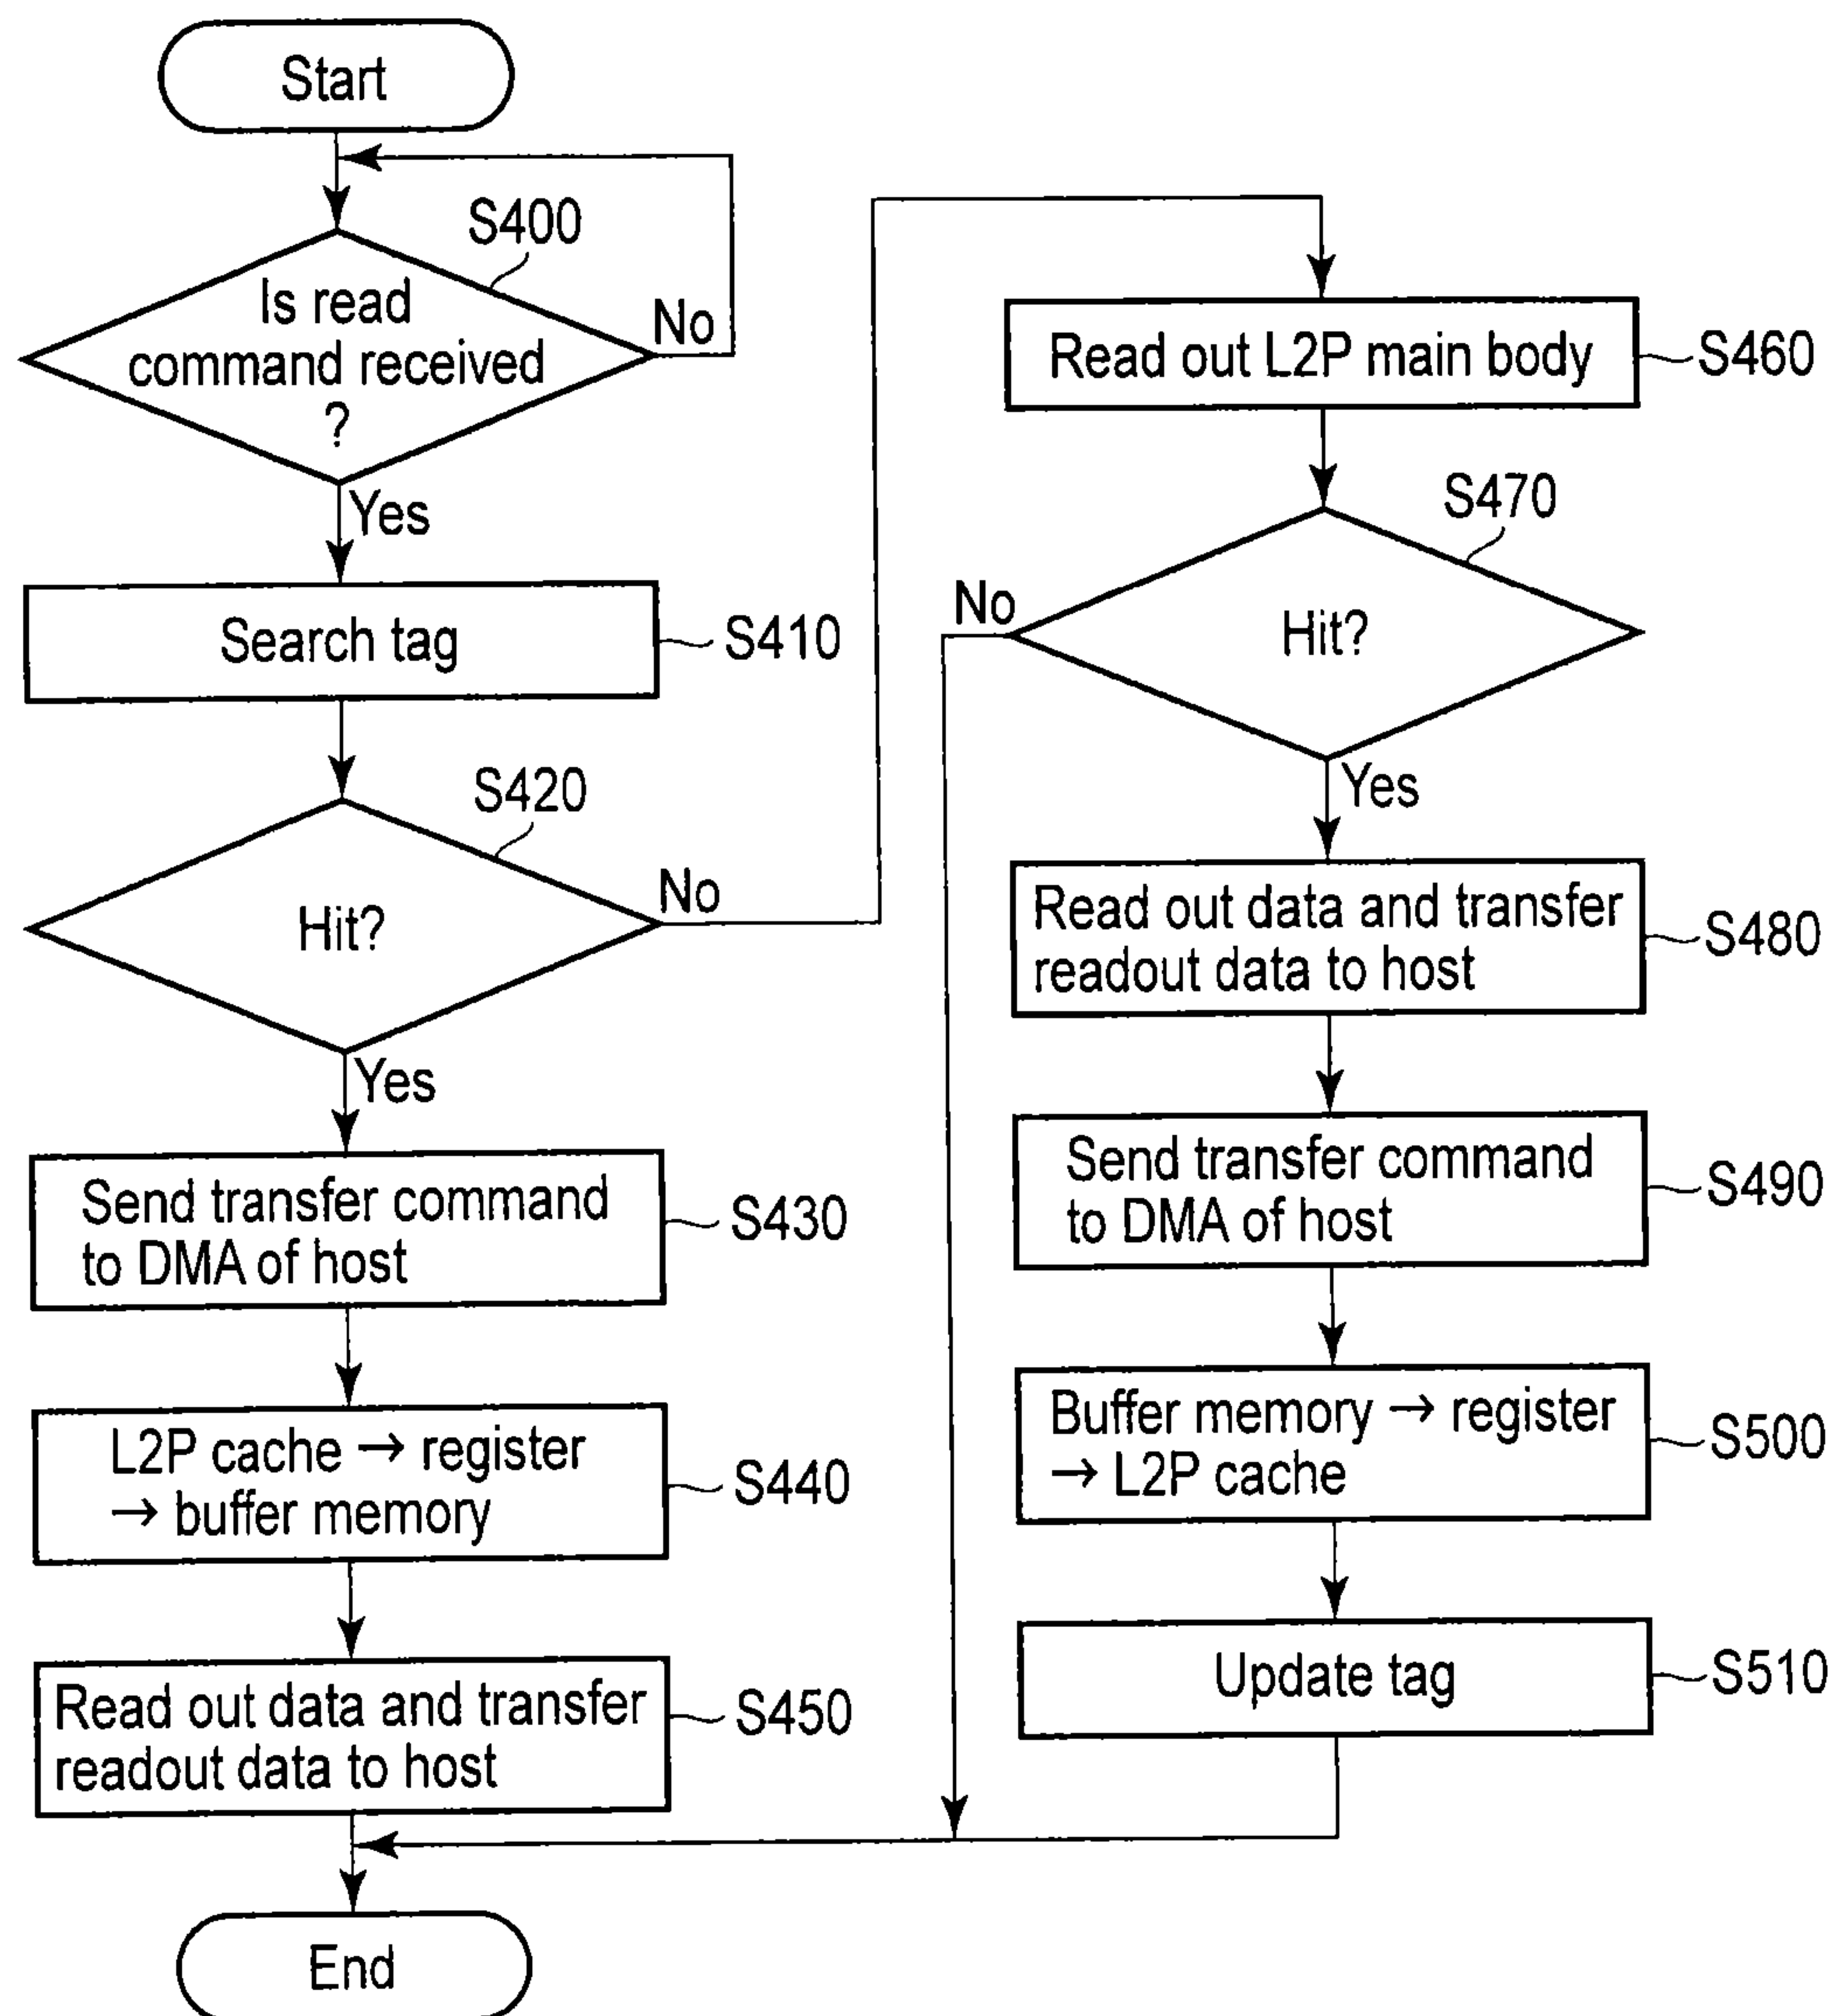 Start
S400
Is read
command received
?
No
Yes
Search tag
S410
S420
Hit?
No
Yes
Send transfer command
to DMA of host
S430
L2P cache → register
→ buffer memory
S440
Read out data and transfer
readout data to host
S450
End
Read out L2P main body
S460
S470
No
Hit?
Yes
Read out data and transfer
readout data to host
S480
Send transfer command
to DMA of host
S490
Buffer memory → register
→ L2P cache
S500
Update tag
S510